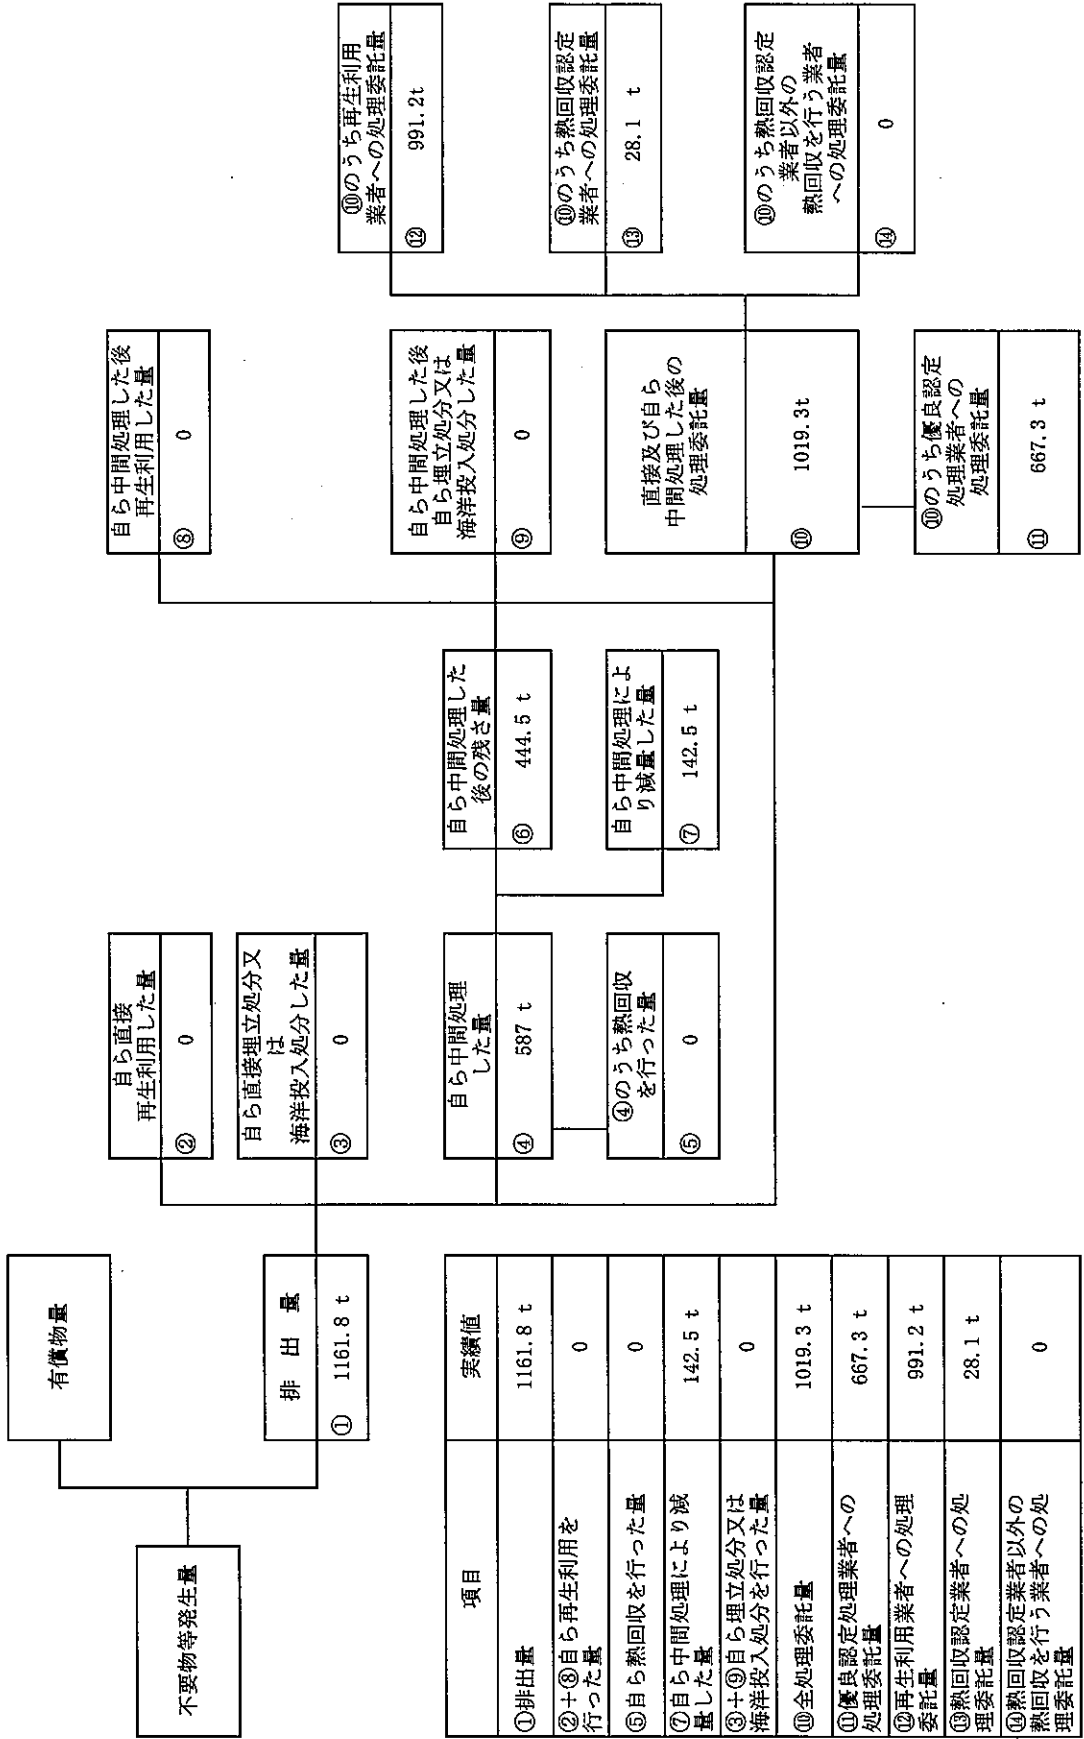 不要物等発生量
有償物量
排 出 量
① 1161.8 t
自ら直接
再生利用した量
② 0
自ら直接埋立処分又
は
海洋投入処分した量
③ 0
自ら中間処理
した量
④ 587 t
④のうち熱回収
を行った量
⑤ 0
自ら中間処理した
後の残さ量
⑥ 444.5 t
自ら中間処理によ
り減量した量
⑦ 142.5 t
自ら中間処理した後
再生利用した量
⑧ 0
自ら中間処理した後
自ら埋立処分又は
海洋投入処分した量
⑨ 0
直接及び自ら
中間処理した後の
処理委託量
⑩ 1019.3t
⑩のうち優良認定
処理業者への
処理委託量
⑪ 667.3 t
⑩のうち再生利用
業者への処理委託量
⑫ 991.2t
⑩のうち熱回収認定
業者への処理委託量
⑬ 28.1 t
⑩のうち熱回収認定
業者以外の
熱回収を行う業者
への処理委託量
⑭ 0
項目 実績値
①排出量 1161.8 t
②+⑧自ら再生利用を
行った量 0
⑤自ら熱回収を行った量 0
⑦自ら中間処理により減
量した量 142.5 t
③+⑨自ら埋立処分又は
海洋投入処分を行った量 0
⑩全処理委託量 1019.3 t
⑪優良認定処理業者への
処理委託量 667.3 t
⑫再生利用業者への処理
委託量 991.2 t
⑬熱回収認定業者への処
理委託量 28.1 t
⑭熱回収認定業者以外の
熱回収を行う業者への処
理委託量 0